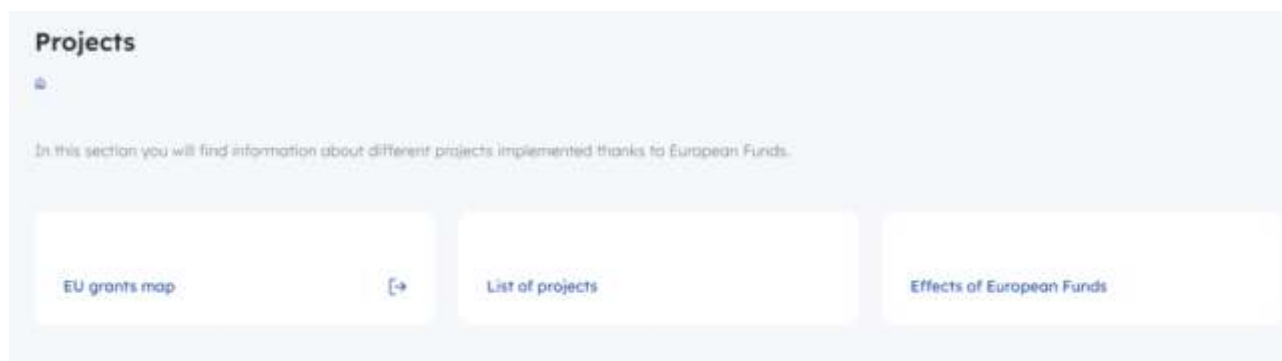 Projects
In this section you will find information about different projects implemented thanks to European Funds.
EU grants map
List of projects
Effects of European Funds